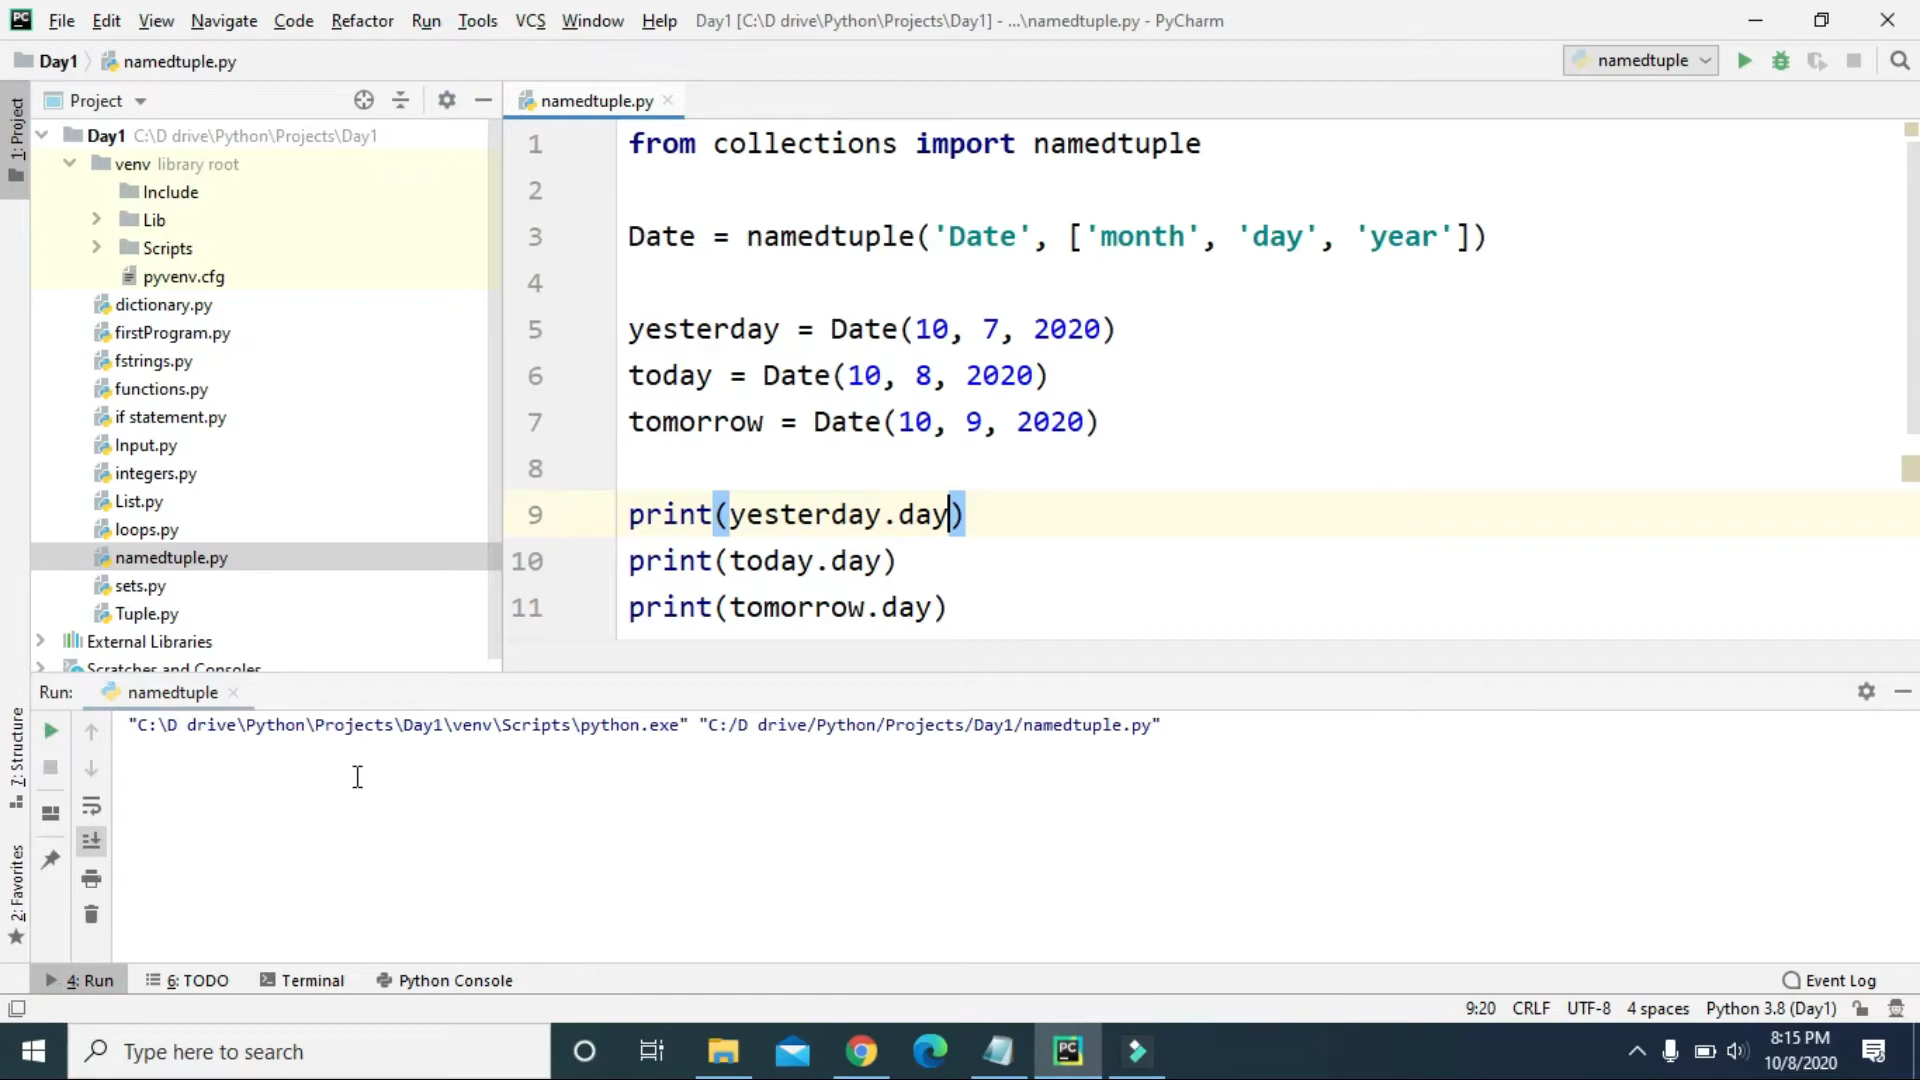 PC File Edit View Navigate Code Refactor Run Tools VCS Window Help Day1 [C:\D drive\Python\Projects\Day1] - ...\namedtuple.py - PyCharm
Day1 namedtuple.py namedtuple
1: Project
Project
namedtuple.py
Day1 C:\D drive\Python\Projects\Day1
venv library root
Include
Lib
Scripts
pyvenv.cfg
dictionary.py
firstProgram.py
fstrings.py
functions.py
if statement.py
Input.py
integers.py
List.py
loops.py
namedtuple.py
sets.py
Tuple.py
External Libraries
Scratches and Consoles
1 from collections import namedtuple
2
3 Date = namedtuple('Date', ['month', 'day', 'year'])
4
5 yesterday = Date(10, 7, 2020)
6 today = Date(10, 8, 2020)
7 tomorrow = Date(10, 9, 2020)
8
9 print(yesterday.day)
10 print(today.day)
11 print(tomorrow.day)
Run: namedtuple
"C:\D drive\Python\Projects\Day1\venv\Scripts\python.exe" "C:/D drive/Python/Projects/Day1/namedtuple.py"
7: Structure
2: Favorites
4: Run 6: TODO Terminal Python Console Event Log
9:20 CRLF UTF-8 4 spaces Python 3.8 (Day1)
Type here to search
PC
8:15 PM
10/8/2020